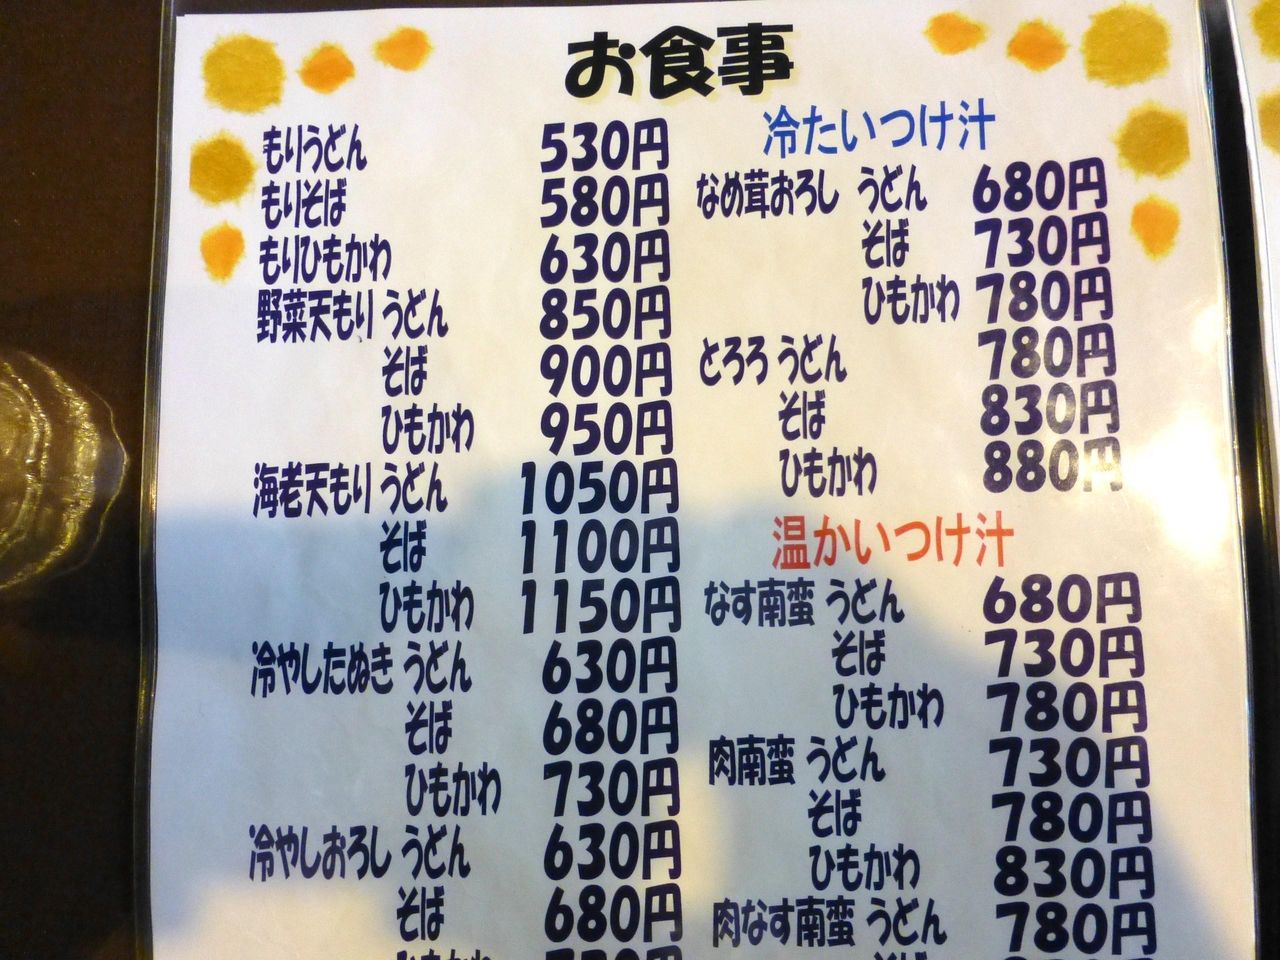 お食事
もりうどん 530円
もりそば 580円
もりひもかわ 630円
野菜天もり うどん 850円
そば 900円
ひもかわ 950円
海老天もり うどん 1050円
そば 1100円
ひもかわ 1150円
冷やしたぬき うどん 630円
そば 680円
ひもかわ 730円
冷やしおろし うどん 630円
そば 680円
ひもかわ
冷たいつけ汁
なめ茸おろし うどん 680円
そば 730円
ひもかわ 780円
とろろ うどん 780円
そば 830円
ひもかわ 880円
温かいつけ汁
なす南蛮 うどん 680円
そば 730円
ひもかわ 780円
肉南蛮 うどん 730円
そば 780円
ひもかわ 830円
肉なす南蛮 うどん 780円
そば